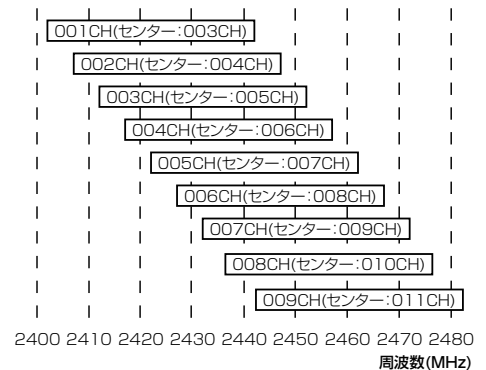 001CH(センター:003CH)
002CH(センター:004CH)
003CH(センター:005CH)
004CH(センター:006CH)
005CH(センター:007CH)
006CH(センター:008CH)
007CH(センター:009CH)
008CH(センター:010CH)
009CH(センター:011CH)
2400 2410 2420 2430 2440 2450 2460 2470 2480
周波数(MHz)